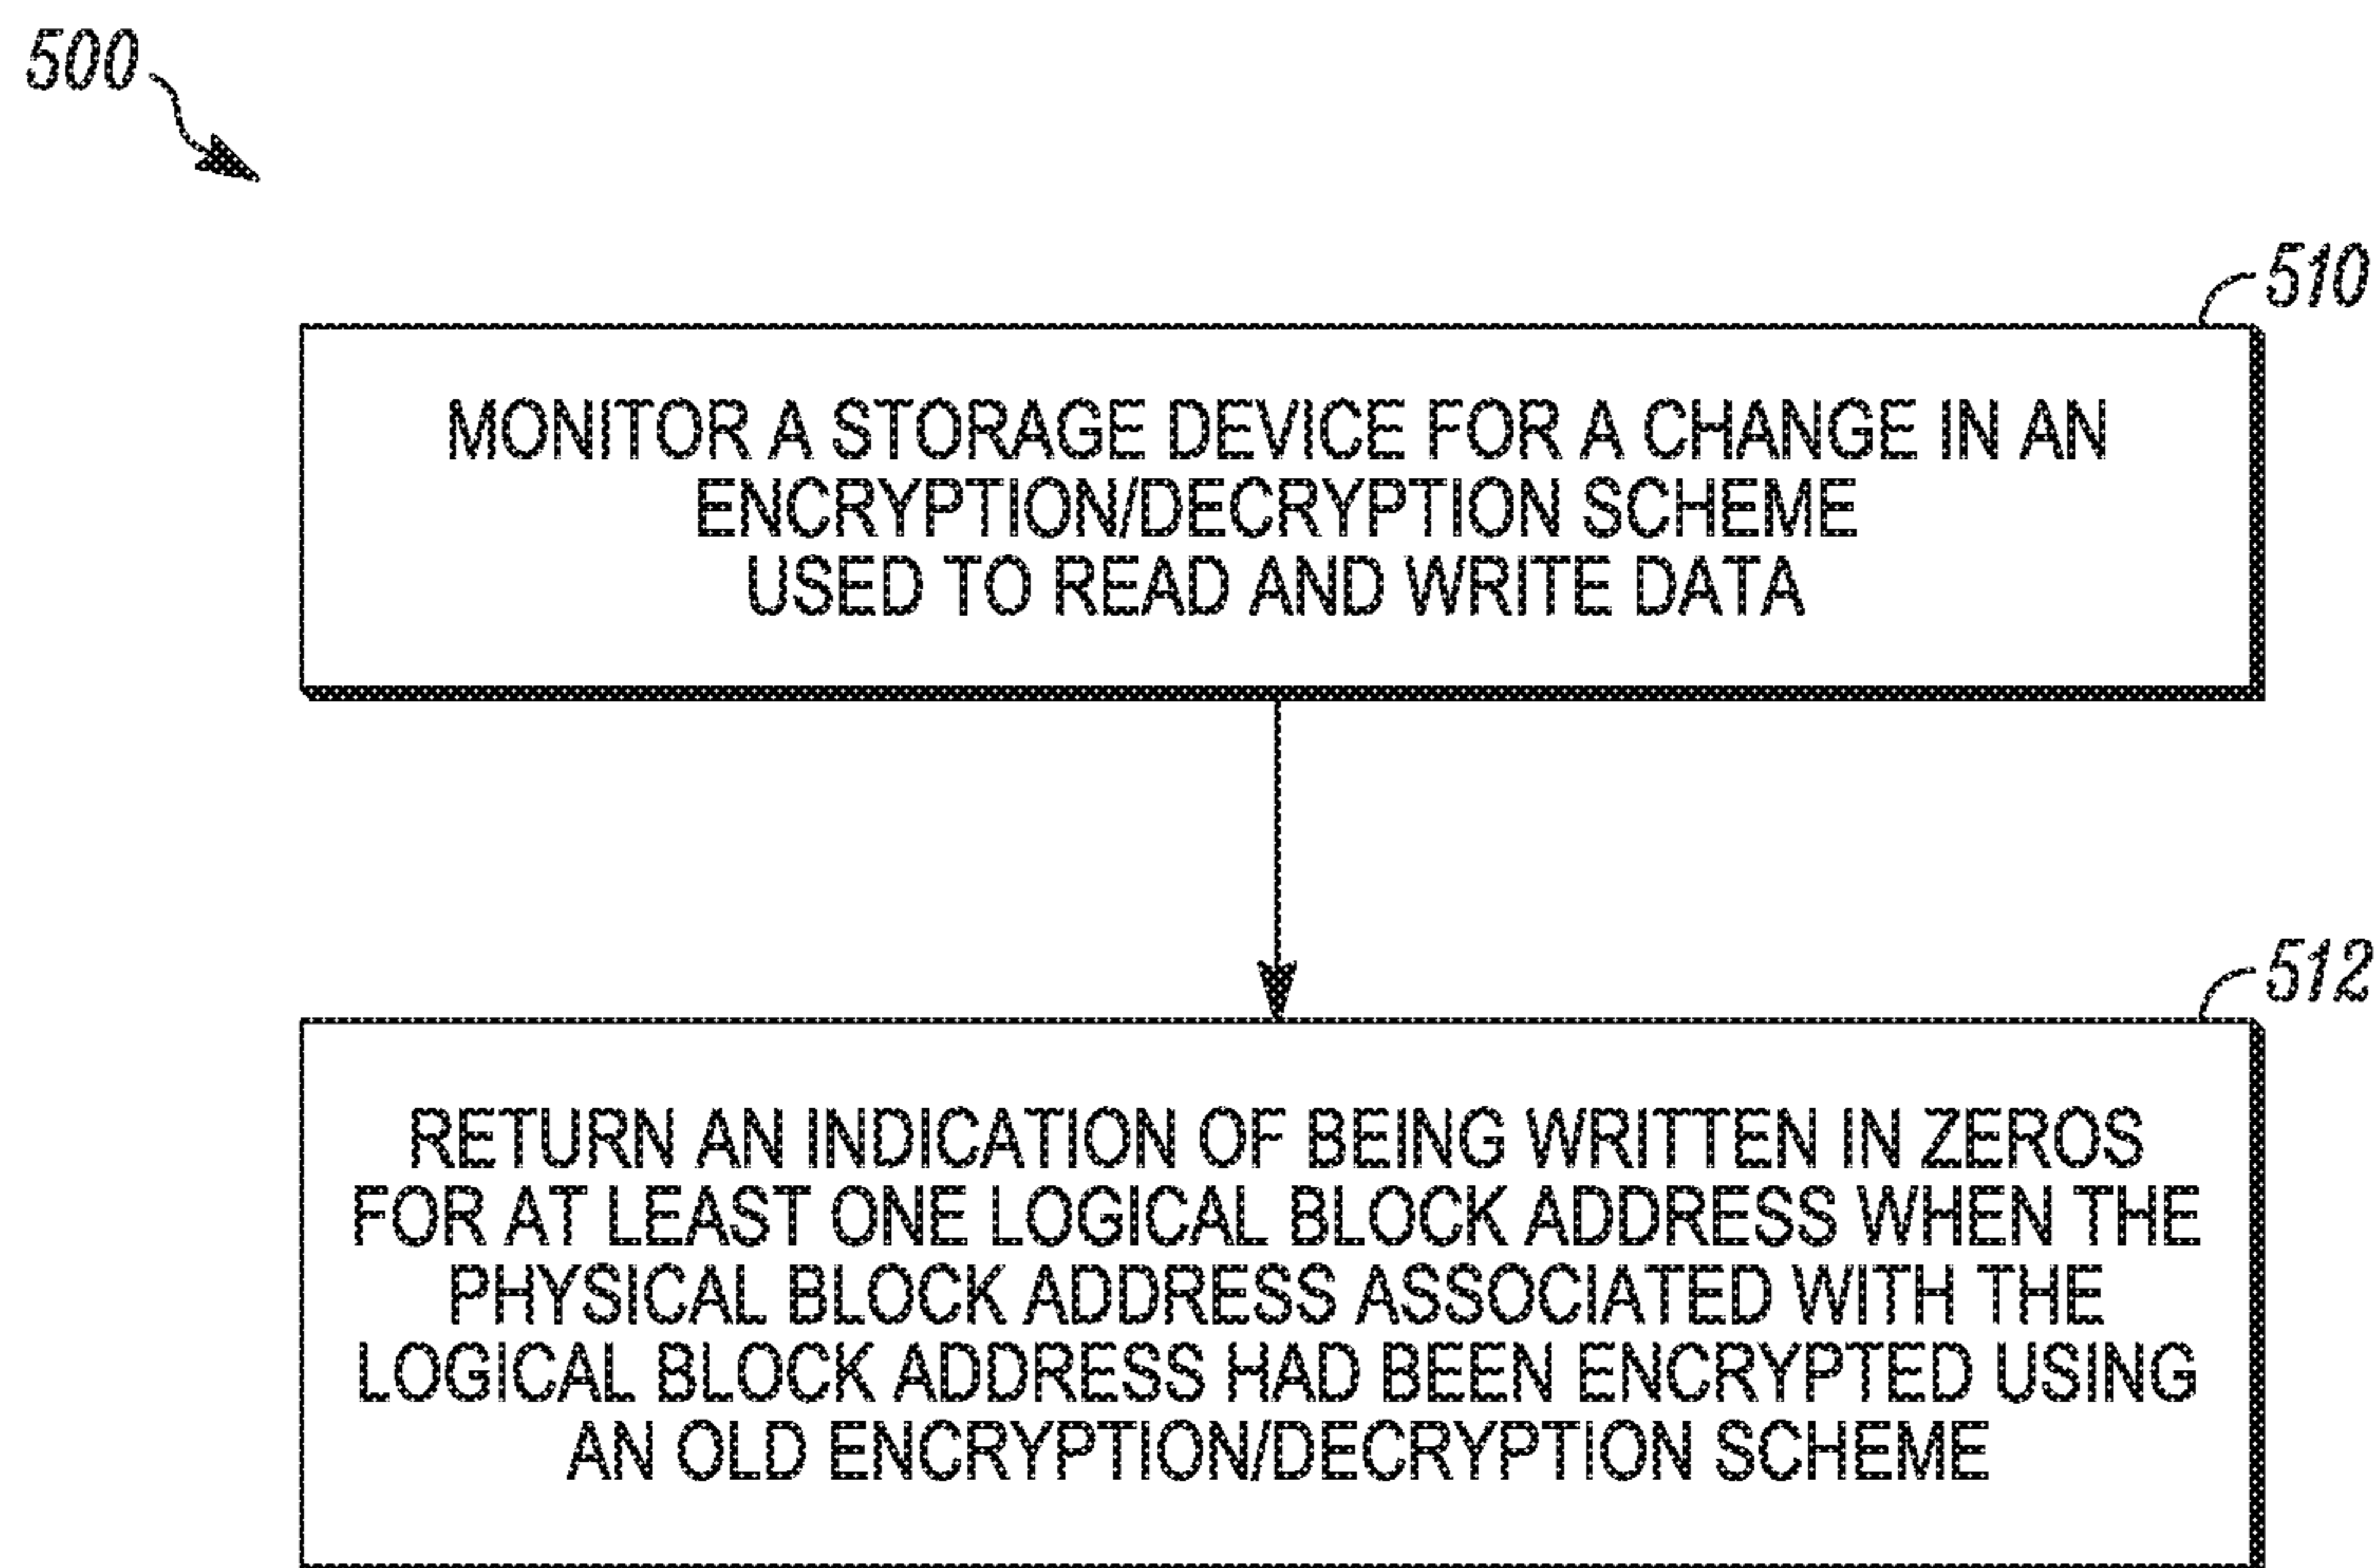 500
510
MONITOR A STORAGE DEVICE FOR A CHANGE IN AN
ENCRYPTION/DECRYPTION SCHEME
USED TO READ AND WRITE DATA
512
RETURN AN INDICATION OF BEING WRITTEN IN ZEROS
FOR AT LEAST ONE LOGICAL BLOCK ADDRESS WHEN THE
PHYSICAL BLOCK ADDRESS ASSOCIATED WITH THE
LOGICAL BLOCK ADDRESS HAD BEEN ENCRYPTED USING
AN OLD ENCRYPTION/DECRYPTION SCHEME